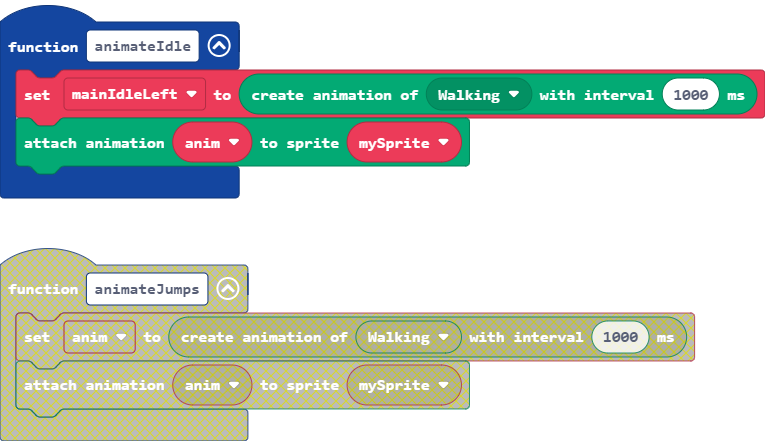 function animateIdle
set mainIdleLeft to create animation of Walking with interval 1000 ms
attach animation anim to sprite mySprite
function animateJumps
set anim to create animation of Walking with interval 1000 ms
attach animation anim to sprite mySprite